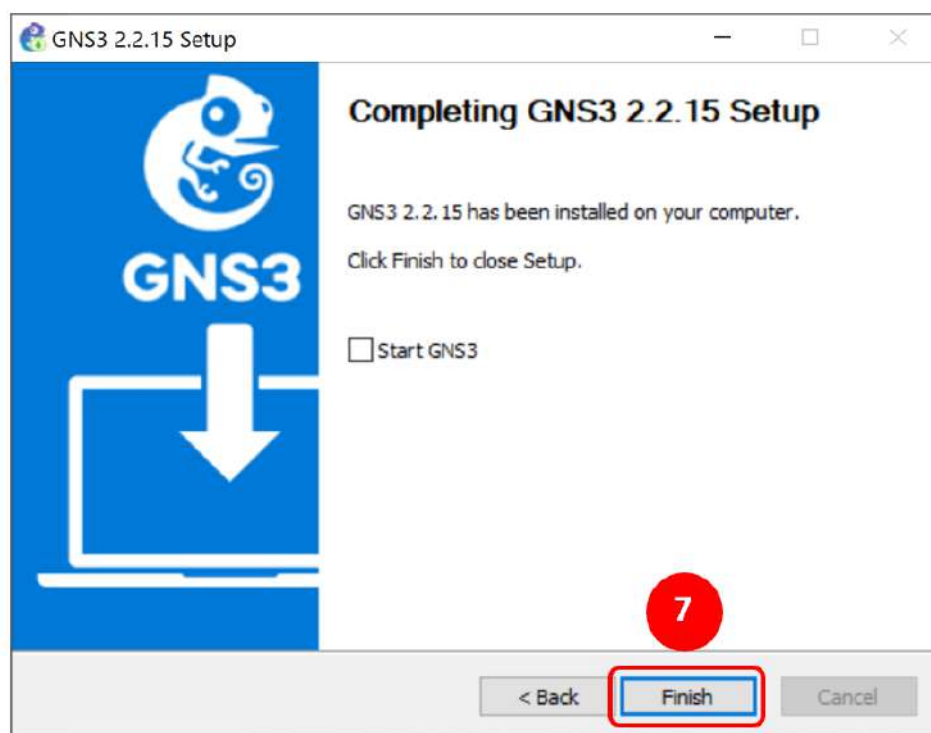 GNS3 2.2.15 Setup
Completing GNS3 2.2.15 Setup
GNS3 2.2.15 has been installed on your computer.
Click Finish to close Setup.
GNS3
Start GNS3
7
< Back Finish Cancel